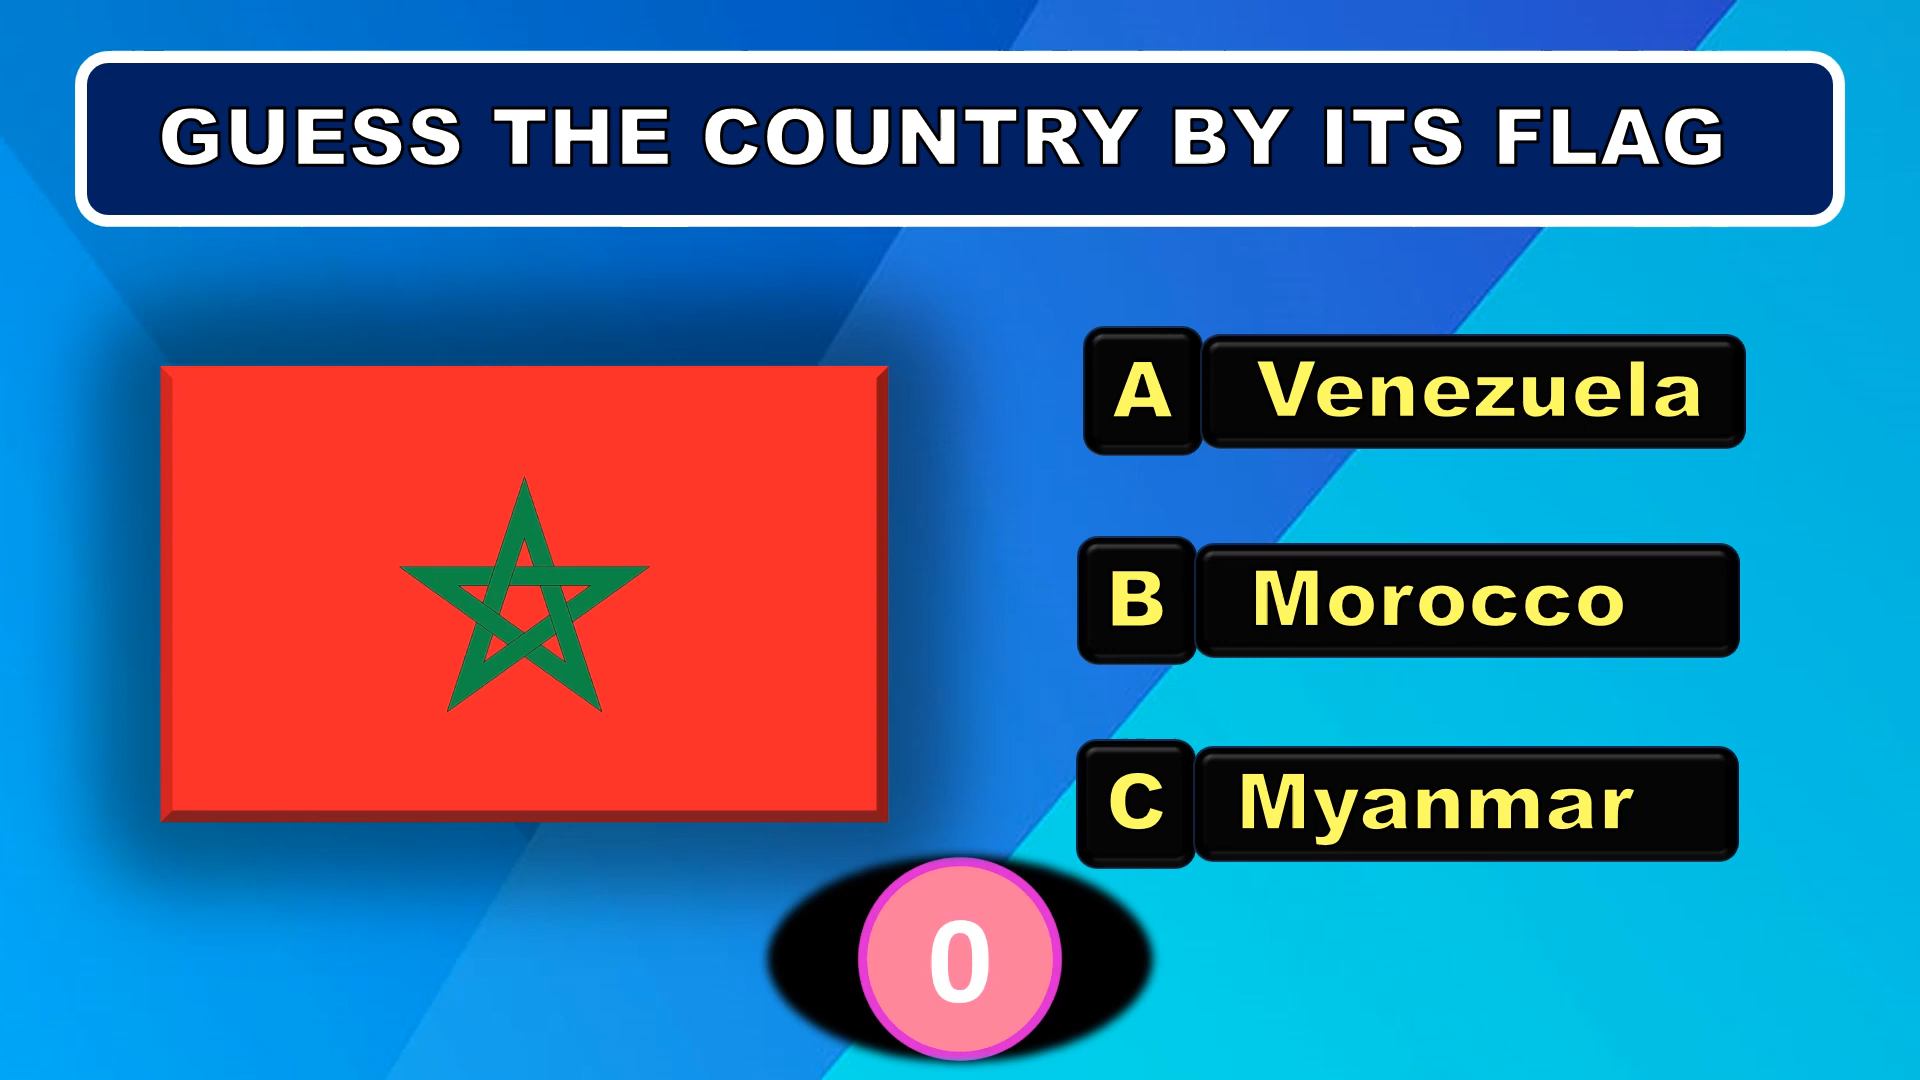 GUESS THE COUNTRY BY ITS FLAG
A Venezuela
B Morocco
C Myanmar
0